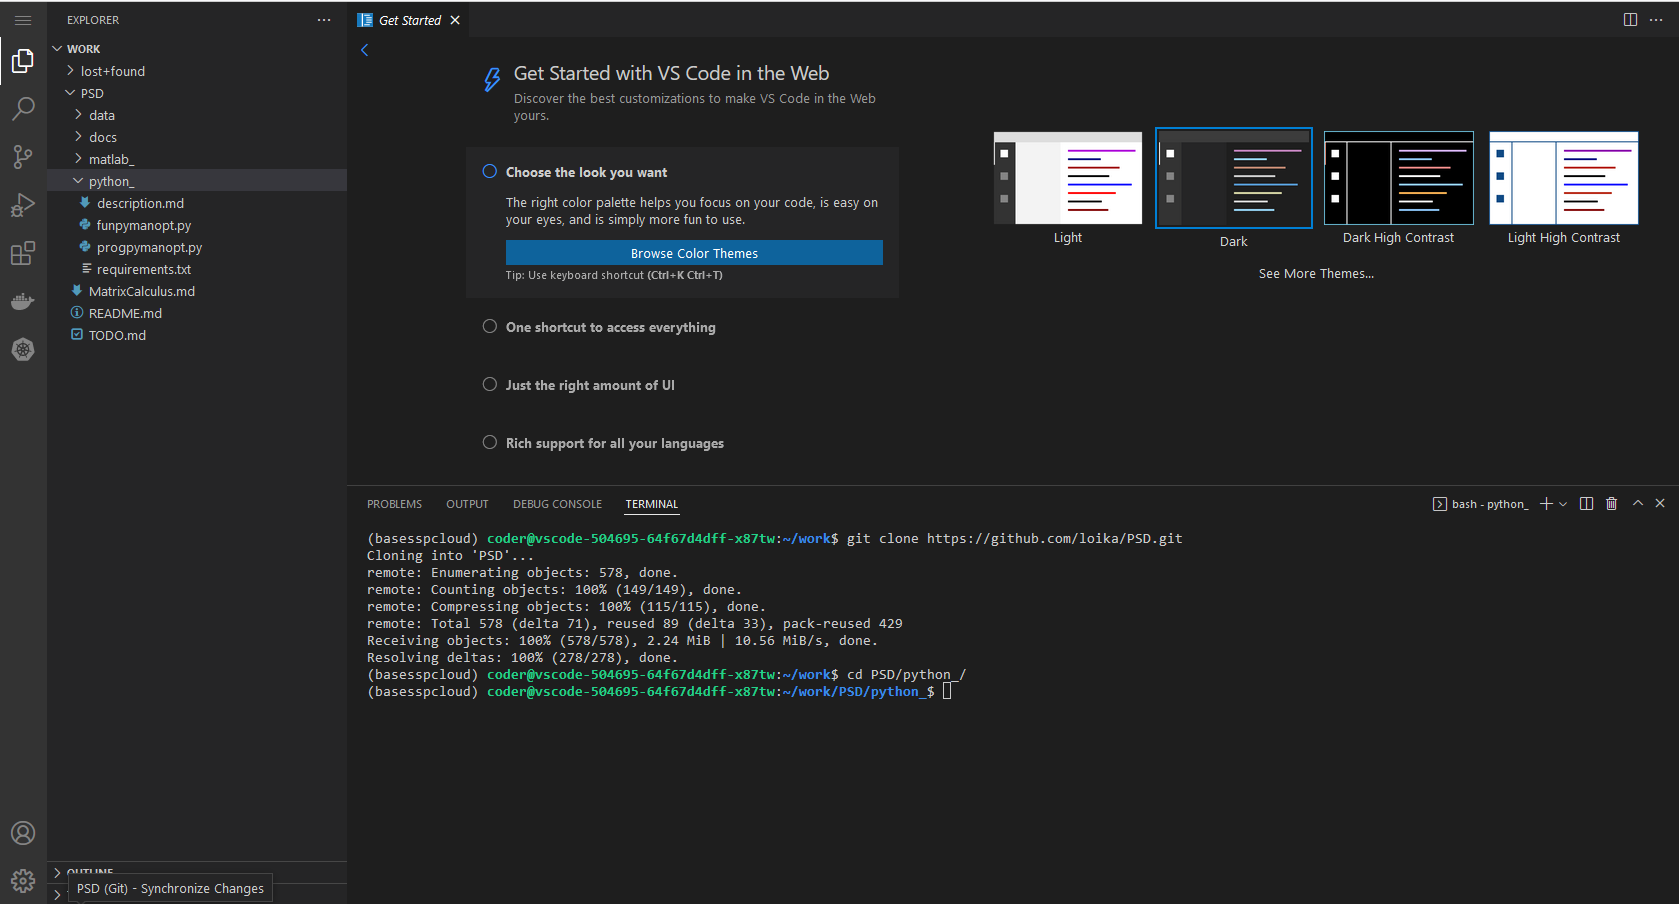 EXPLORER
WORK
lost+found
PSD
data
docs
matlab_
python_
description.md
funpymanopt.py
progpymanopt.py
requirements.txt
MatrixCalculus.md
README.md
TODO.md
OUTLINE
PSD (Git) - Synchronize Changes
Get Started
Get Started with VS Code in the Web
Discover the best customizations to make VS Code in the Web
yours.
Choose the look you want
The right color palette helps you focus on your code, is easy on
your eyes, and is simply more fun to use.
Browse Color Themes
Tip: Use keyboard shortcut (Ctrl+K Ctrl+T)
One shortcut to access everything
Just the right amount of UI
Rich support for all your languages
Light
Dark
Dark High Contrast
Light High Contrast
See More Themes...
PROBLEMS OUTPUT DEBUG CONSOLE TERMINAL
bash - python_
(basesspcloud) coder@vscode-504695-64f67d4dff-x87tw:~/work$ git clone https://github.com/loika/PSD.git
Cloning into 'PSD'...
remote: Enumerating objects: 578, done.
remote: Counting objects: 100% (149/149), done.
remote: Compressing objects: 100% (115/115), done.
remote: Total 578 (delta 71), reused 89 (delta 33), pack-reused 429
Receiving objects: 100% (578/578), 2.24 MiB | 10.56 MiB/s, done.
Resolving deltas: 100% (278/278), done.
(basesspcloud) coder@vscode-504695-64f67d4dff-x87tw:~/work$ cd PSD/python_/
(basesspcloud) coder@vscode-504695-64f67d4dff-x87tw:~/work/PSD/python_$